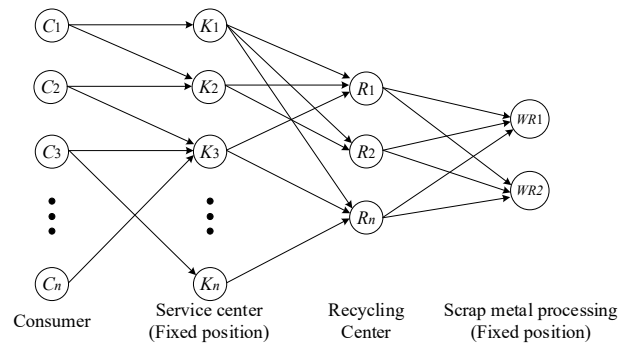 C1
K1
C2
K2
R1
WR1
C3
K3
R2
WR2
Rn
Cn
Kn
Consumer
Service center
(Fixed position)
Recycling
Center
Scrap metal processing
(Fixed position)